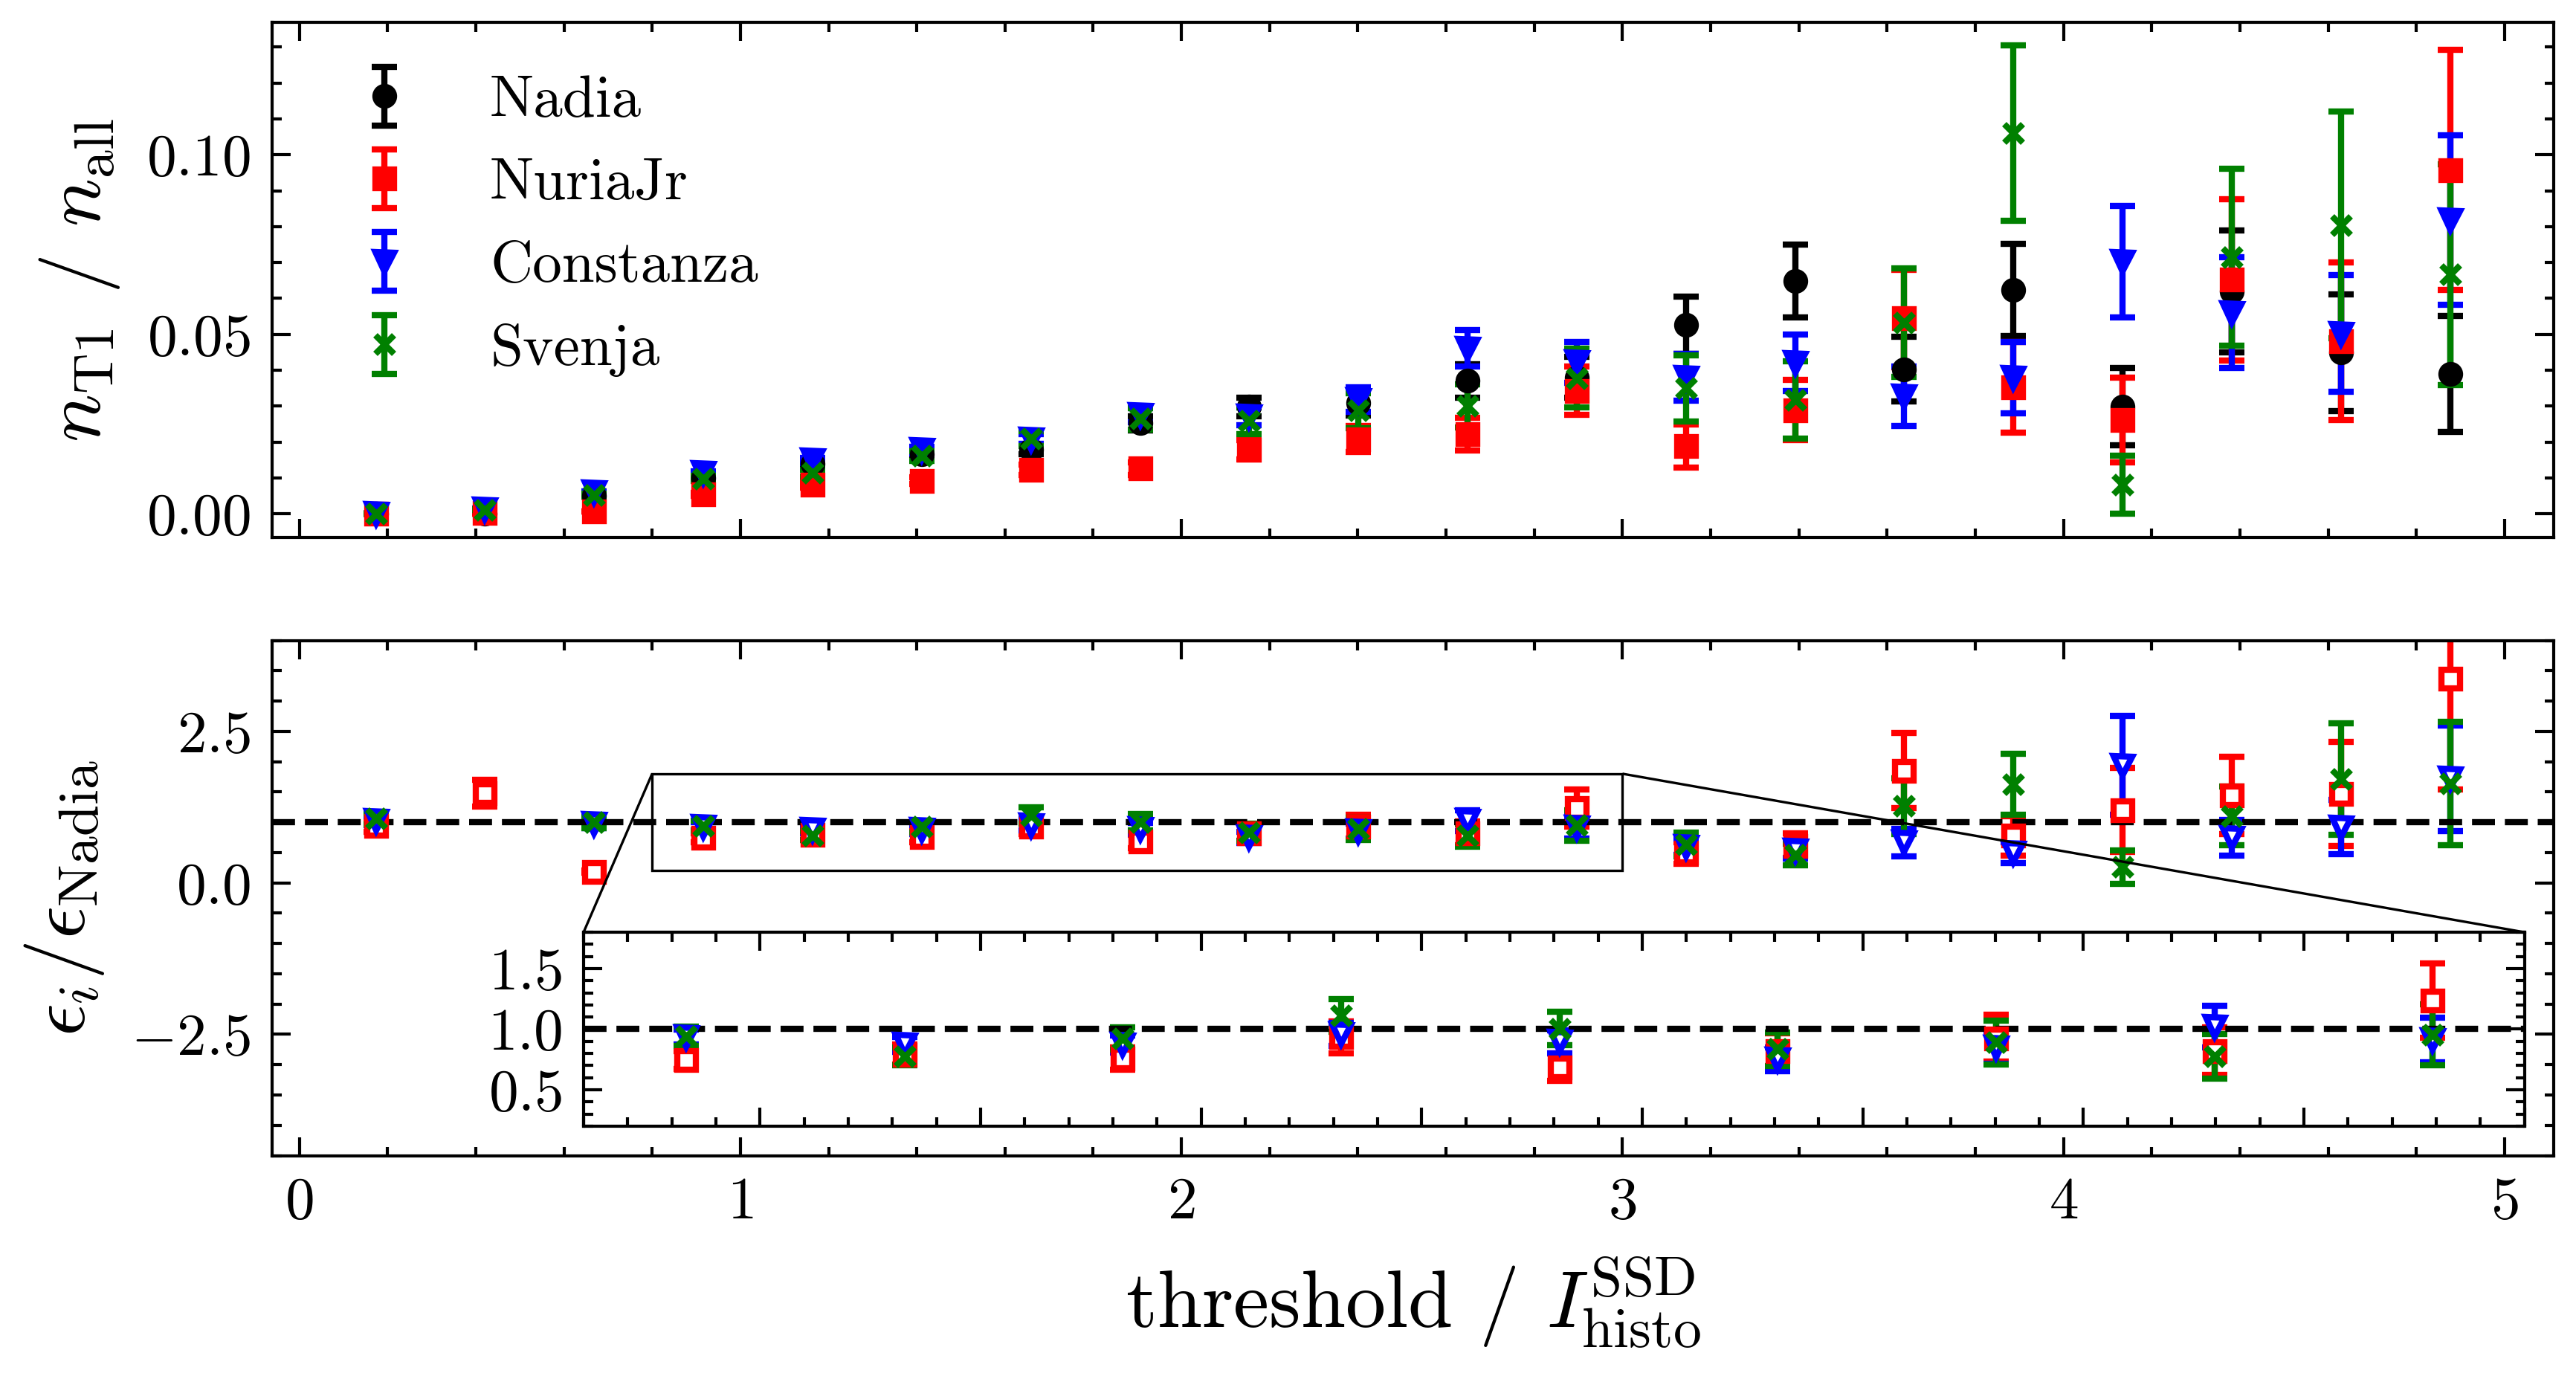 n_T1 / n_all
0.10
0.05
0.00
Nadia
NuriaJr
Constanza
Svenja
ϵ_i/ϵ_Nadia
2.5
0.0
−2.5
1.5
1.0
0.5
0 1 2 3 4 5
threshold / I_histo^SSD